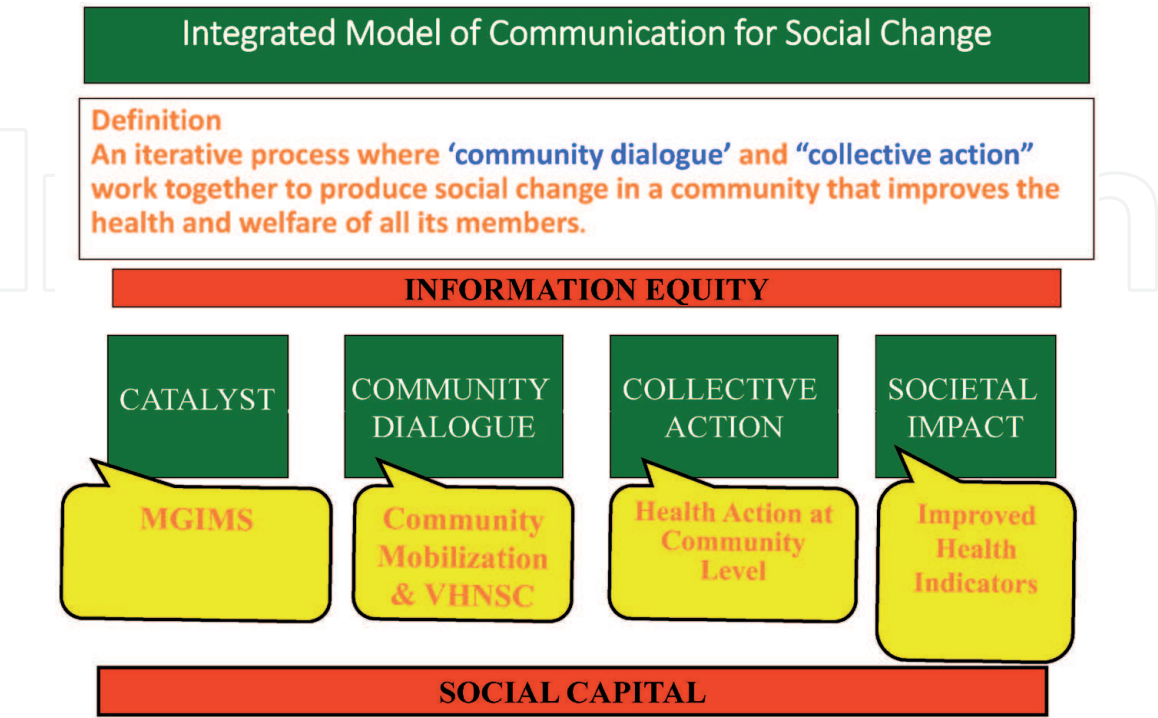 Integrated Model of Communication for Social Change
Definition
An iterative process where ‘community dialogue’ and “collective action”
work together to produce social change in a community that improves the
health and welfare of all its members.
INFORMATION EQUITY
CATALYST
COMMUNITY
DIALOGUE
COLLECTIVE
ACTION
SOCIETAL
IMPACT
MGIMS
Community
Mobilization
& VHNSC
Health Action at
Community
Level
Improved
Health
Indicators
SOCIAL CAPITAL